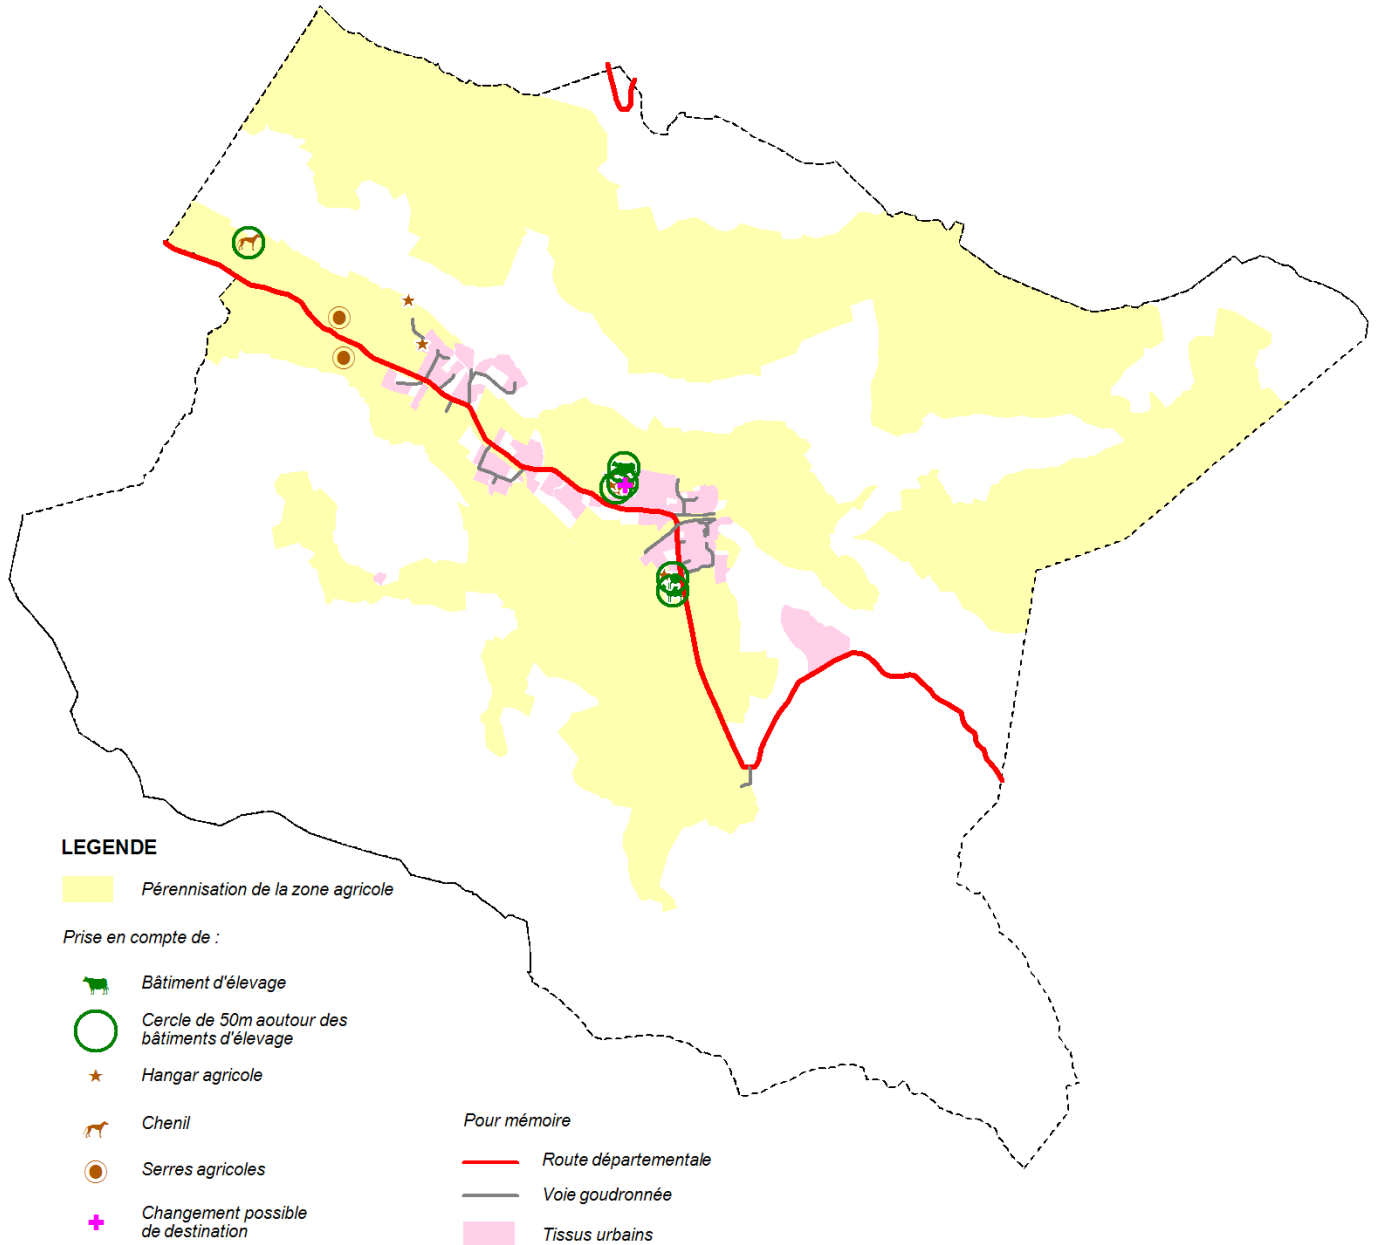 LEGENDE
Pérennisation de la zone agricole
Prise en compte de :
Bâtiment d'élevage
Cercle de 50m aoutour des
bâtiments d'élevage
Hangar agricole
Chenil
Serres agricoles
Changement possible
de destination
Pour mémoire
Route départementale
Voie goudronnée
Tissus urbains